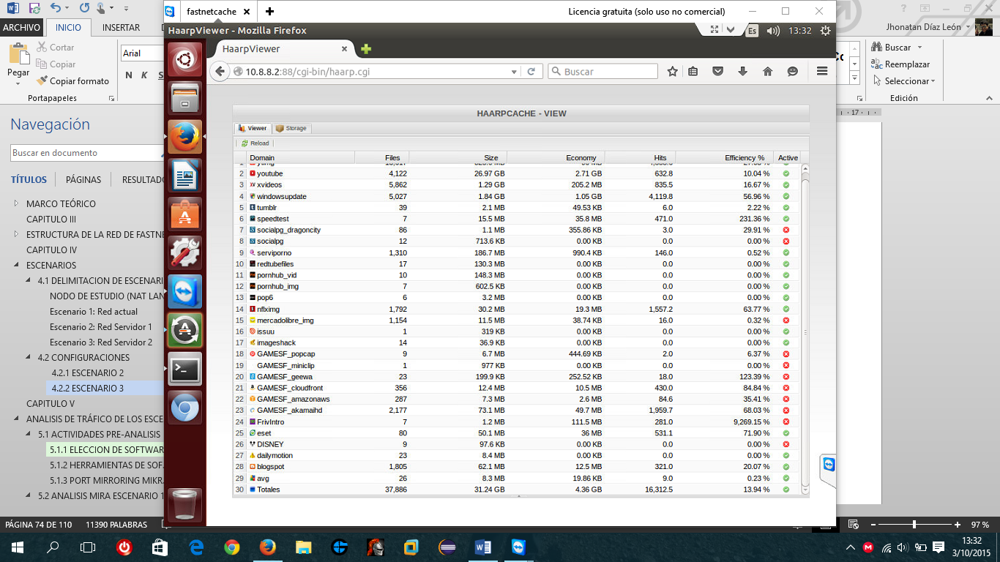 fastnetcache
Licencia gratuita (solo uso no comercial)
ARCHIVO INICIO INSERTAR
Jhonatan Díaz León
Pegar
Cortar
Copiar
Copiar formato
Portapapeles
Arial
N K S
Buscar
Reemplazar
Seleccionar
Edición
Navegación
Buscar en documento
TÍTULOS PÁGINAS RESULTADO
MARCO TEÓRICO
CAPITULO III
ESTRUCTURA DE LA RED DE FASTNE
CAPITULO IV
ESCENARIOS
4.1 DELIMITACION DE ESCENARI
NODO DE ESTUDIO (NAT LAN
Escenario 1: Red actual
Escenario 2: Red Servidor 1
Escenario 3: Red Servidor 2
4.2 CONFIGURACIONES
4.2.1 ESCENARIO 2
4.2.2 ESCENARIO 3
CAPITULO V
ANALISIS DE TRÁFICO DE LOS ESCE
5.1 ACTIVIDADES PRE-ANALISIS
5.1.1 ELECCION DE SOFTWAR
5.1.2 HERRAMIENTAS DE SOF
5.1.3 PORT MIRRORING MIKR
5.2 ANALISIS MIRA ESCENARIO 1
HaarpViewer - Mozilla Firefox
Es 13:32
HaarpViewer
10.8.8.2:88/cgi-bin/haarp.cgi
Buscar
HAARPCACHE - VIEW
Viewer Storage
Reload
Domain Files Size Economy Hits Efficiency % Active
2 youtube 4,122 26.97 GB 2.71 GB 632.8 10.04 %
3 xvideos 5,862 1.29 GB 205.2 MB 835.5 16.67 %
4 windowsupdate 5,027 1.84 GB 1.05 GB 4,119.8 56.96 %
5 tumblr 39 2.1 MB 49.53 KB 6.0 2.22 %
6 speedtest 7 15.5 MB 35.8 MB 471.0 231.36 %
7 socialpg_dragoncity 86 1.1 MB 355.86 KB 3.0 29.91 %
8 socialpg 12 713.6 KB 0.00 KB 0.0 0.00 %
9 serviporno 1,310 186.7 MB 990.4 KB 146.0 0.52 %
10 redtubefiles 17 130.3 MB 0.00 KB 0.0 0.00 %
11 pornhub_vid 10 148.3 MB 0.00 KB 0.0 0.00 %
12 pornhub_img 7 602.5 KB 0.00 KB 0.0 0.00 %
13 pop6 6 3.2 MB 0.00 KB 0.0 0.00 %
14 nflximg 1,792 30.2 MB 19.3 MB 1,557.2 63.77 %
15 mercadolibre_img 1,154 11.5 MB 38.74 KB 16.0 0.32 %
16 issuu 1 319 KB 0.00 KB 0.0 0.00 %
17 imageshack 14 36.9 KB 0.00 KB 0.0 0.00 %
18 GAMESF_popcap 9 6.7 MB 444.69 KB 2.0 6.37 %
19 GAMESF_miniclip 1 977 KB 0.00 KB 0.0 0.00 %
20 GAMESF_geewa 23 199.9 KB 252.52 KB 18.0 123.39 %
21 GAMESF_cloudfront 356 12.4 MB 10.5 MB 430.0 84.84 %
22 GAMESF_amazonaws 287 7.3 MB 2.6 MB 84.6 35.41 %
23 GAMESF_akamaihd 2,177 73.1 MB 49.7 MB 1,959.7 68.03 %
24 FrivIntro 7 1.2 MB 111.5 MB 281.0 9,269.15 %
25 eset 80 50.1 MB 36 MB 531.1 71.90 %
26 DISNEY 9 97.6 KB 0.00 KB 0.0 0.00 %
27 dailymotion 23 8.4 MB 0.00 KB 0.0 0.00 %
28 blogspot 1,805 62.1 MB 12.5 MB 321.0 20.07 %
29 avg 26 8.3 MB 19.86 KB 9.0 0.23 %
30 Totales 37,886 31.24 GB 4.36 GB 16,312.5 13.94 %
17
PÁGINA 74 DE 110 11390 PALABRAS
97 %
13:32
3/10/2015